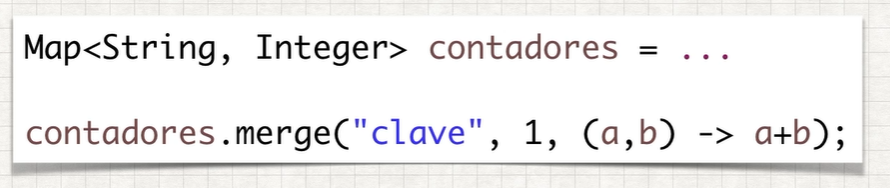 Map<String, Integer> contadores = ...
contadores.merge("clave", 1, (a,b) -> a+b);